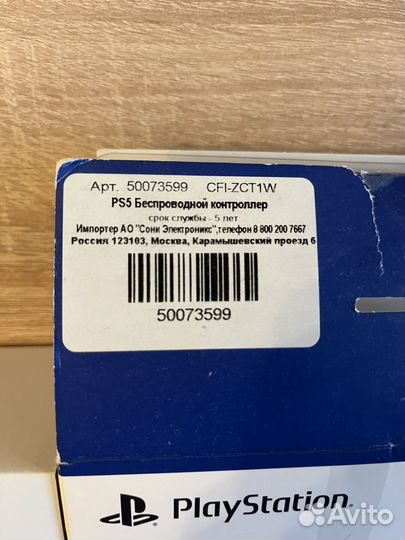 Арт. 50073599 CFI-ZCT1W
PS5 Беспроводной контроллер
срок службы - 5 лет
Импортер АО "Сони Электроникс",телефон 8 800 200 7667
Россия 123103, Москва, Карамышевский проезд 6
50073599
PlayStation
Avito